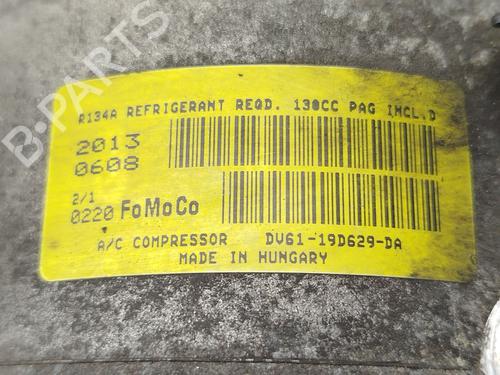 R134A REFRIGERANT REQD. 130CC PAG INCL.D
2013
0608
2/1
0220 FoMoCo
A/C COMPRESSOR DV61-19D629-DA
MADE IN HUNGARY
B-PARTS